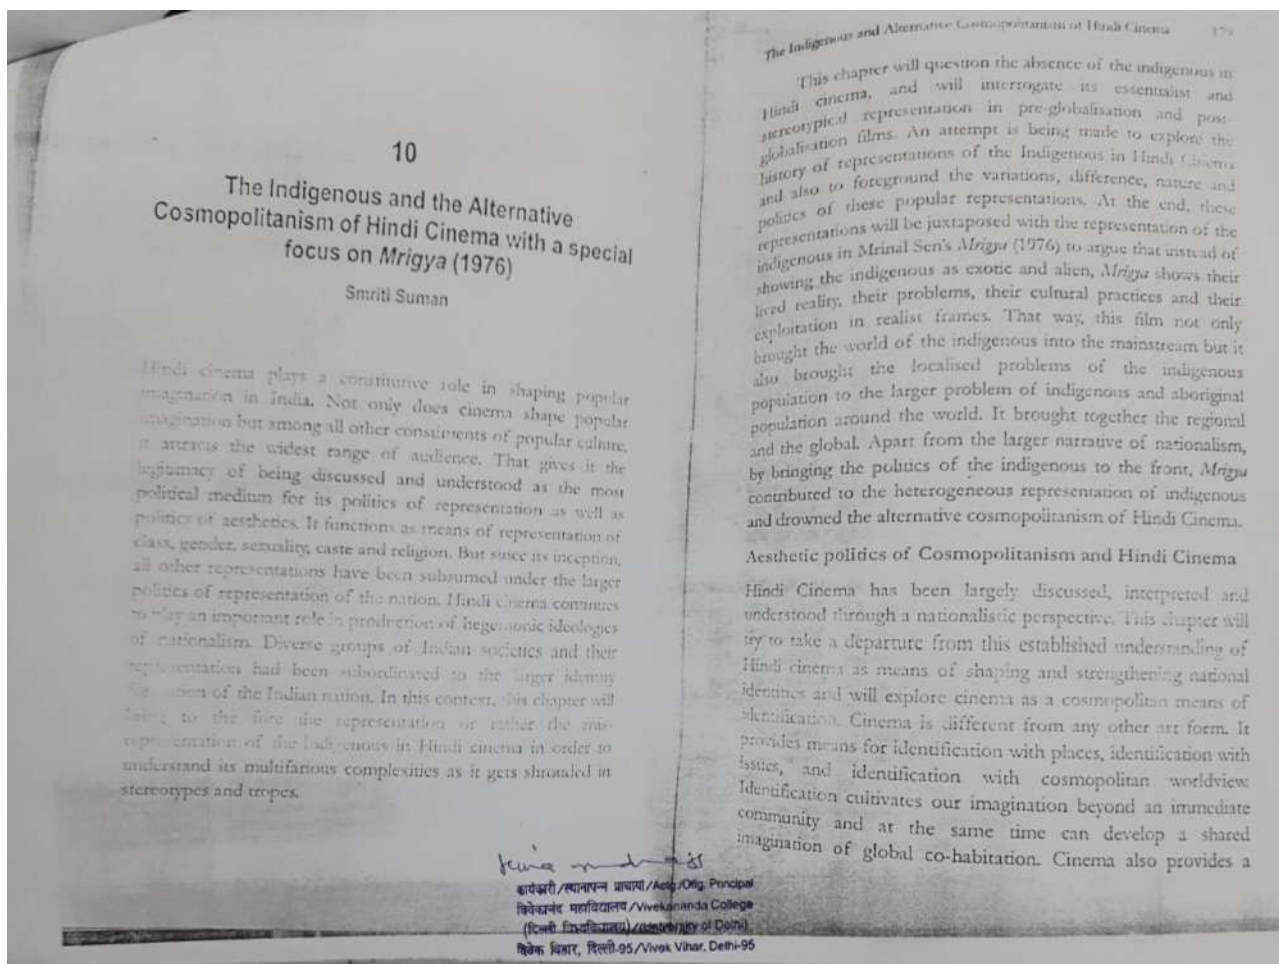 10
The Indigenous and the Alternative
Cosmopolitanism of Hindi Cinema with a special
focus on Mrigya (1976)
Smriti Suman
Hindi cinema plays a constitutive role in shaping popular
imagination in India. Not only does cinema shape popular
imagination but among all other constituents of popular culture,
it attracts the widest range of audience. That gives it the
legitimacy of being discussed and understood as the most
political medium for its politics of representation as well as
politics of aesthetics. It functions as means of representation of
class, gender, sexuality, caste and religion. But since its inception,
all other representations have been subsumed under the larger
politics of representation of the nation. Hindi cinema continues
to play an important role in production of hegemonic ideologies
of nationalism. Diverse groups of Indian societies and their
representation had been subordinated to the larger identity
formation of the Indian nation. In this context, this chapter will
bring to the fore the representation or rather the mis-
representation of the Indigenous in Hindi cinema in order to
understand its multifarious complexities as it gets shrouded in
stereotypes and tropes.
कार्यकारी/स्थानापन्न प्राचार्या/Actg./Offg. Principal
विवेकानंद महाविद्यालय/Vivekananda College
(दिल्ली विश्वविद्यालय)/(University of Delhi)
विवेक विहार, दिल्ली-95/Vivek Vihar, Delhi-95
The Indigenous and Alternative Cosmopolitanism of Hindi Cinema 179
This chapter will question the absence of the indigenous in
Hindi cinema, and will interrogate its essentialist and
stereotypical representation in pre-globalisation and post-
globalisation films. An attempt is being made to explore the
history of representations of the Indigenous in Hindi Cinema
and also to foreground the variations, difference, nature and
politics of these popular representations. At the end, these
representations will be juxtaposed with the representation of the
indigenous in Mrinal Sen's Mrigya (1976) to argue that instead of
showing the indigenous as exotic and alien, Mrigya shows their
lived reality, their problems, their cultural practices and their
exploitation in realist frames. That way, this film not only
brought the world of the indigenous into the mainstream but it
also brought the localised problems of the indigenous
population to the larger problem of indigenous and aboriginal
population around the world. It brought together the regional
and the global. Apart from the larger narrative of nationalism,
by bringing the politics of the indigenous to the front, Mrigya
contributed to the heterogeneous representation of indigenous
and drowned the alternative cosmopolitanism of Hindi Cinema.
Aesthetic politics of Cosmopolitanism and Hindi Cinema
Hindi Cinema has been largely discussed, interpreted and
understood through a nationalistic perspective. This chapter will
try to take a departure from this established understanding of
Hindi cinema as means of shaping and strengthening national
identities and will explore cinema as a cosmopolitan means of
identification. Cinema is different from any other art form. It
provides means for identification with places, identification with
issues, and identification with cosmopolitan worldview.
Identification cultivates our imagination beyond an immediate
community and at the same time can develop a shared
imagination of global co-habitation. Cinema also provides a